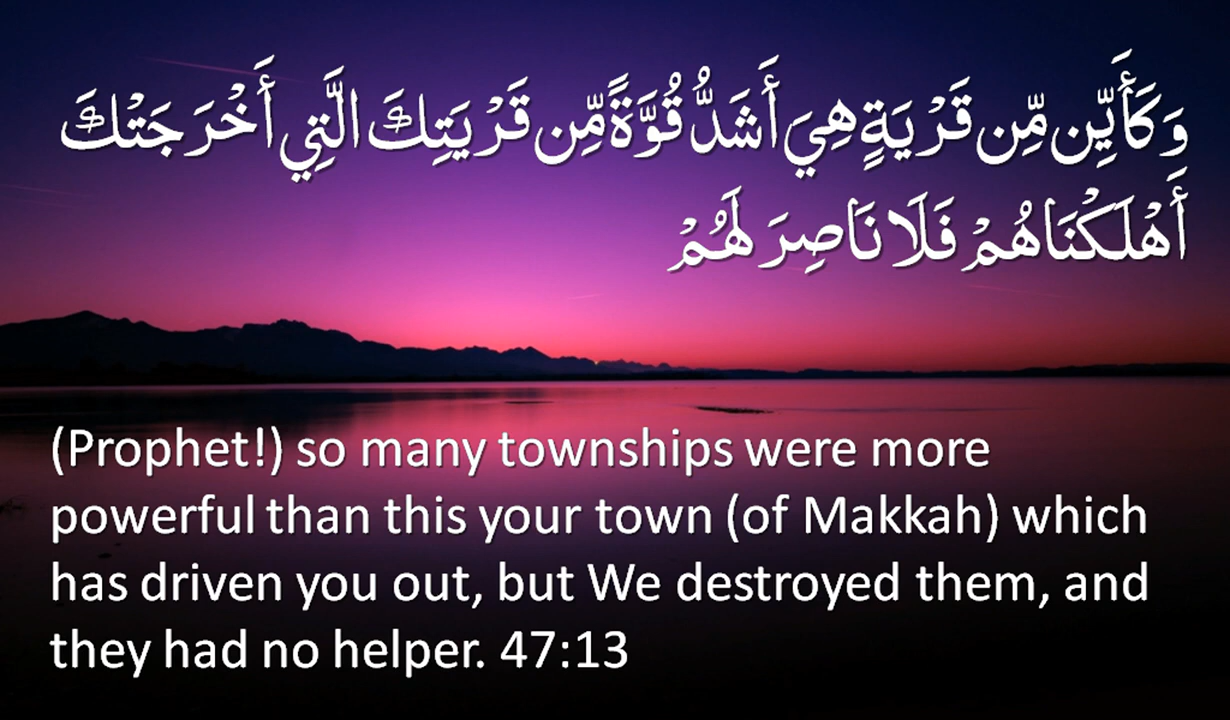 وَكَأَيِّن مِّن قَرْيَةٍ هِيَ أَشَدُّ قُوَّةً مِّن قَرْيَتِكَ الَّتِي أَخْرَجَتْكَ
أَهْلَكْنَاهُمْ فَلَا نَاصِرَ لَهُمْ
(Prophet!) so many townships were more
powerful than this your town (of Makkah) which
has driven you out, but We destroyed them, and
they had no helper. 47:13